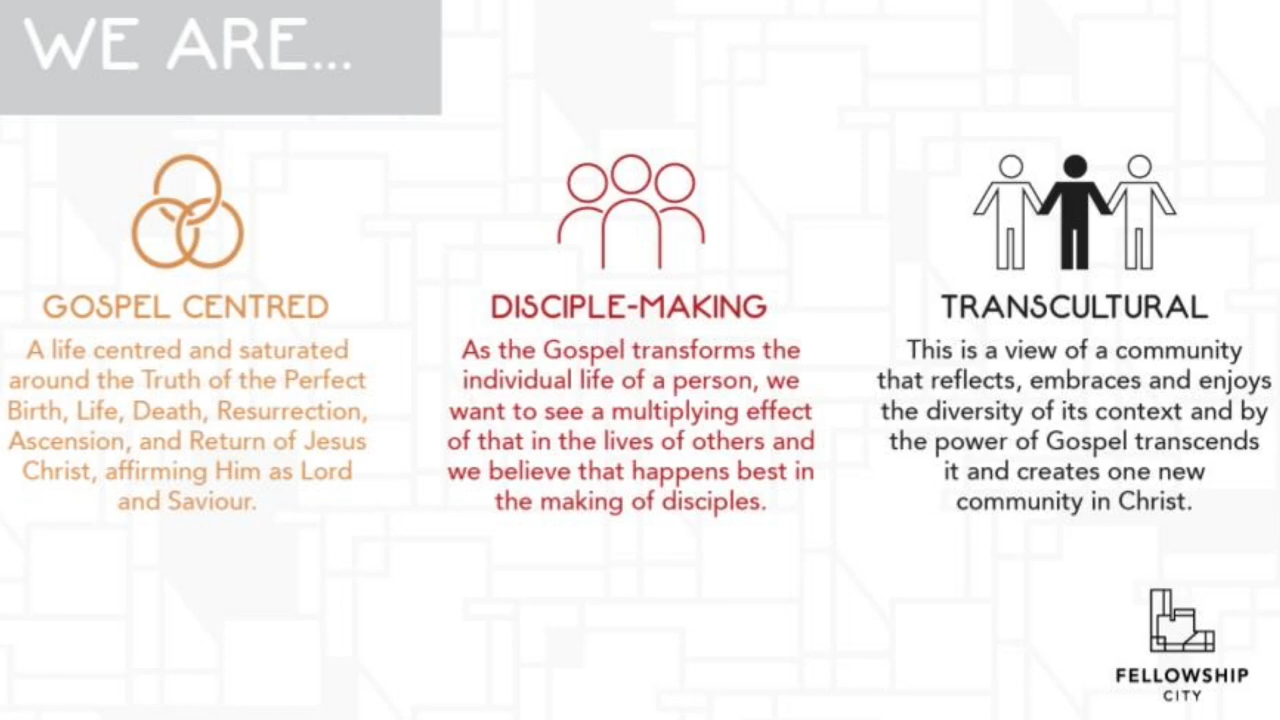 WE ARE...
GOSPEL CENTRED
A life centred and saturated
around the Truth of the Perfect
Birth, Life, Death, Resurrection,
Ascension, and Return of Jesus
Christ, affirming Him as Lord
and Saviour.
DISCIPLE-MAKING
As the Gospel transforms the
individual life of a person, we
want to see a multiplying effect
of that in the lives of others and
we believe that happens best in
the making of disciples.
TRANSCULTURAL
This is a view of a community
that reflects, embraces and enjoys
the diversity of its context and by
the power of Gospel transcends
it and creates one new
community in Christ.
FELLOWSHIP
CITY